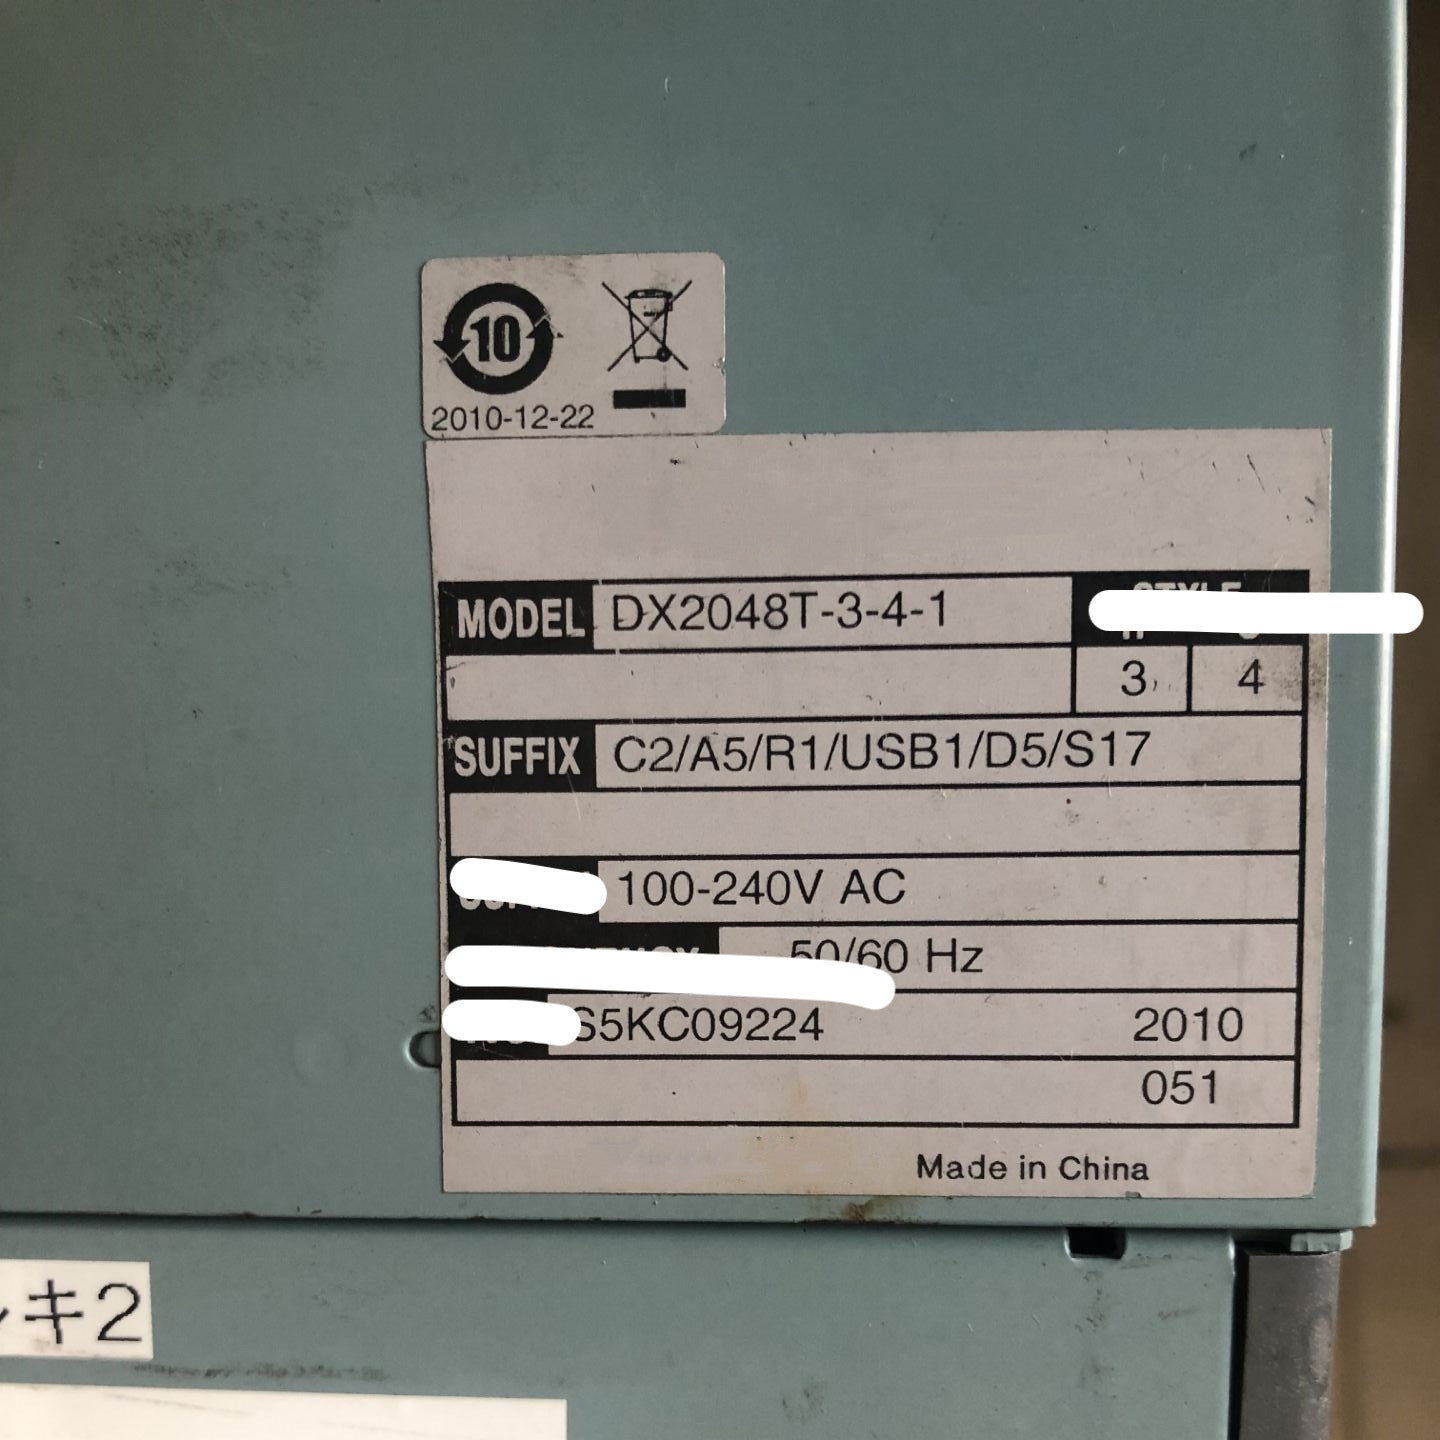 10
2010-12-22
MODEL DX2048T-3-4-1
3 4
SUFFIX C2/A5/R1/USB1/D5/S17
100-240V AC
50/60 Hz
S5KC09224 2010
051
Made in China
キ2